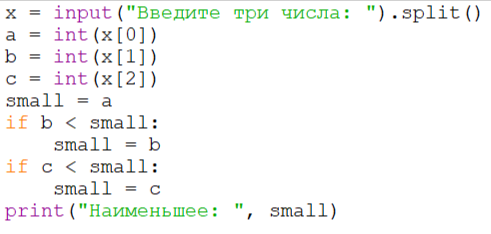 x = input("Введите три числа: ").split()
a = int(x[0])
b = int(x[1])
c = int(x[2])
small = a
if b < small:
    small = b
if c < small:
    small = c
print("Наименьшее: ", small)